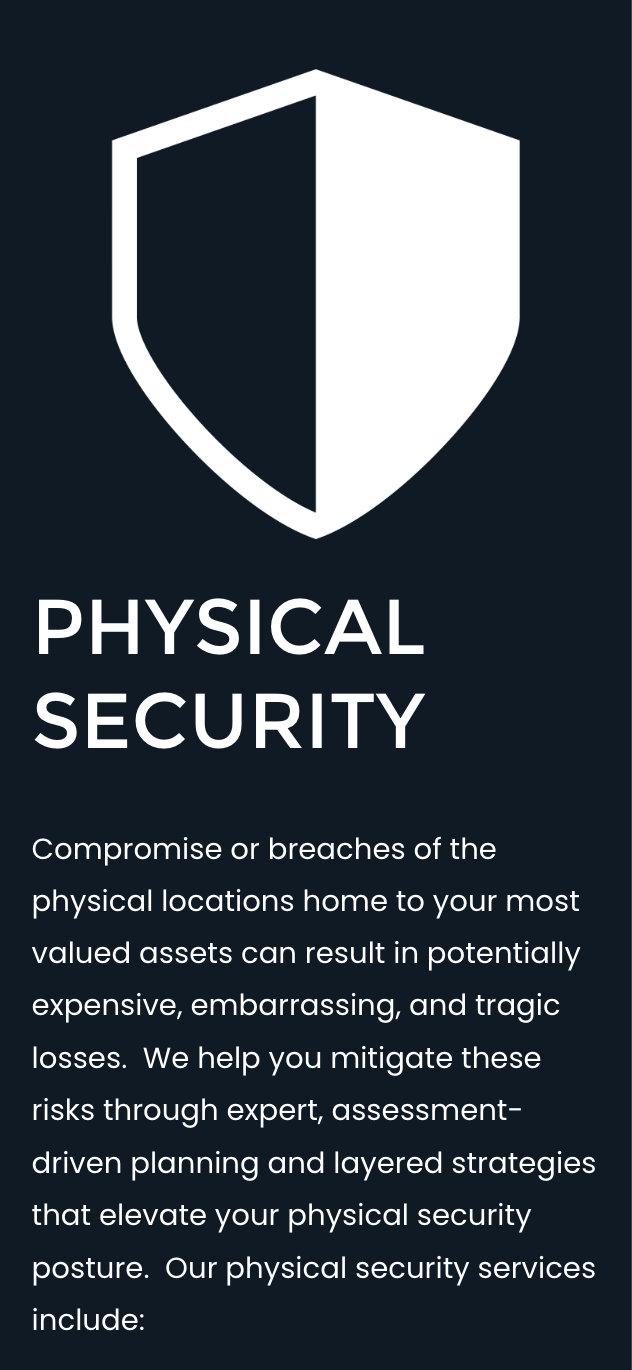 PHYSICAL
SECURITY
Compromise or breaches of the
physical locations home to your most
valued assets can result in potentially
expensive, embarrassing, and tragic
losses.  We help you mitigate these
risks through expert, assessment-
driven planning and layered strategies
that elevate your physical security
posture.  Our physical security services
include: